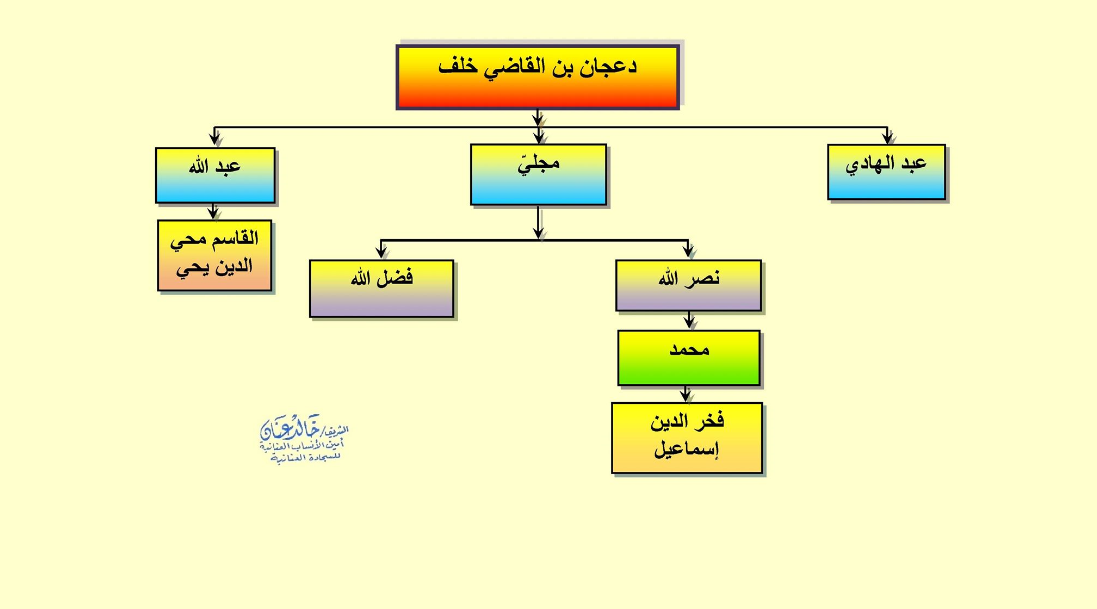 دعجان بن القاضي خلف
عبد الهادي
مجليّ
عبد الله
القاسم محي
الدين يحي
نصر الله
فضل الله
محمد
فخر الدين
إسماعيل
الشريف/ خالد عنان
أمين الأنساب العنانية
للسجادة العنانية